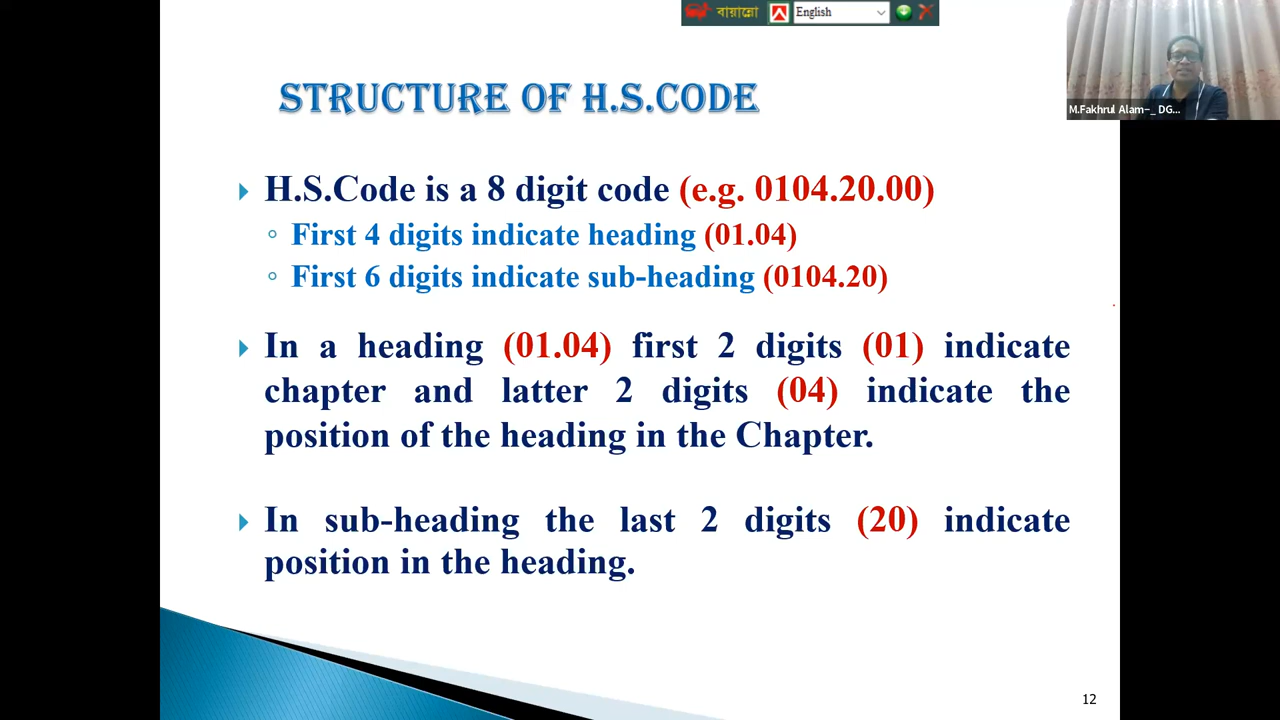 বায়ান্নো English
M.Fakhrul Alam-_ DG...
STRUCTURE OF H.S.CODE
H.S.Code is a 8 digit code (e.g. 0104.20.00)
First 4 digits indicate heading (01.04)
First 6 digits indicate sub-heading (0104.20)
In a heading (01.04) first 2 digits (01) indicate
chapter and latter 2 digits (04) indicate the
position of the heading in the Chapter.
In sub-heading the last 2 digits (20) indicate
position in the heading.
12